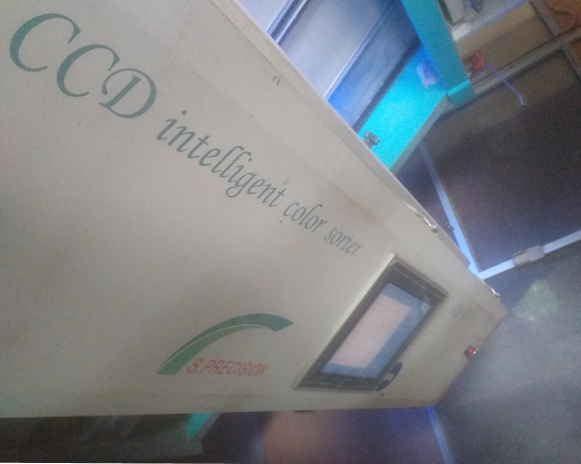 CCD intelligent color sorter
S.PRECISION